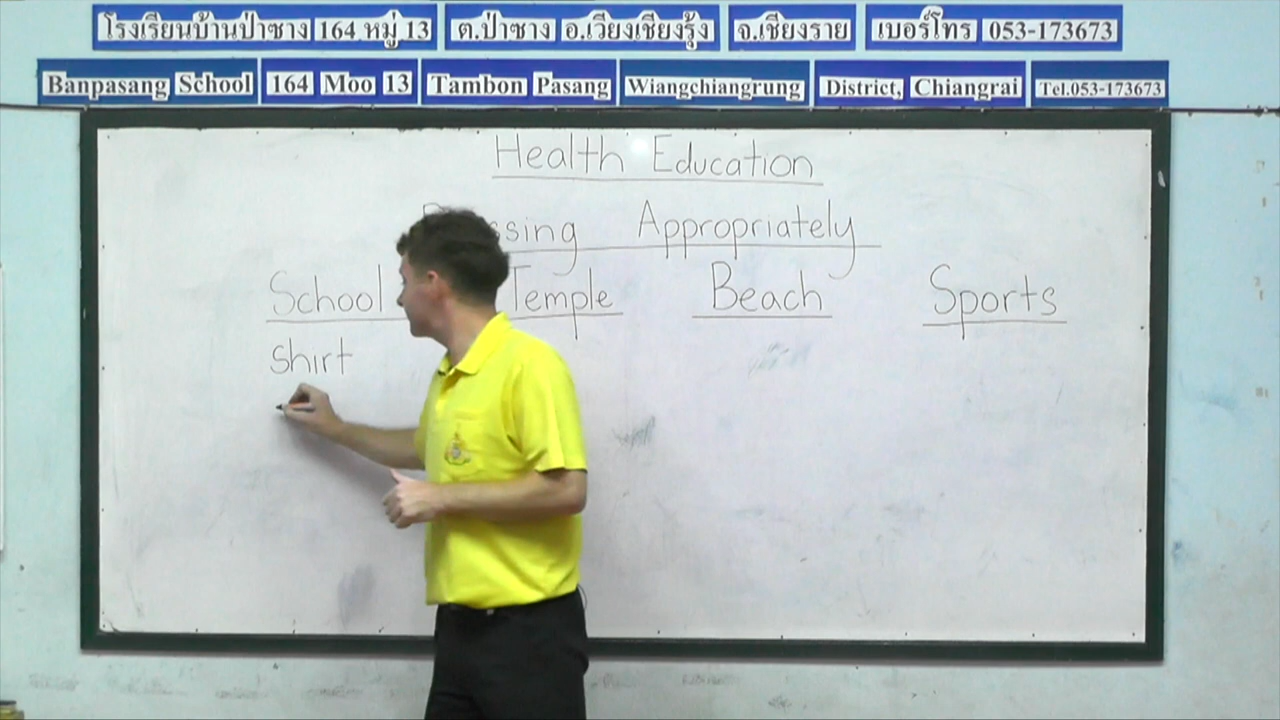 โรงเรียนบ้านป่าซาง 164 หมู่ 13 ต.ป่าซาง อ.เวียงเชียงรุ้ง จ.เชียงราย เบอร์โทร 053-173673
Banpasang School 164 Moo 13 Tambon Pasang Wiangchiangrung District, Chiangrai Tel.053-173673
Health Education
Appropriately
School Temple Beach Sports
Shirt